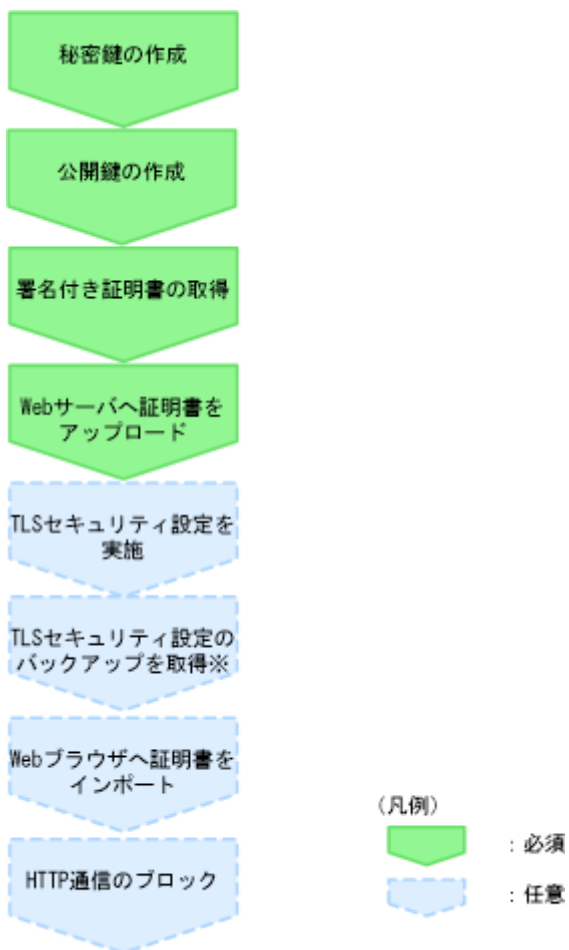 秘密鍵の作成
公開鍵の作成
署名付き証明書の取得
Webサーバへ証明書を
アップロード
TLSセキュリティ設定を
実施
TLSセキュリティ設定の
バックアップを取得※
Webブラウザへ証明書を
インポート
HTTP通信のブロック
(凡例)
:必須
:任意